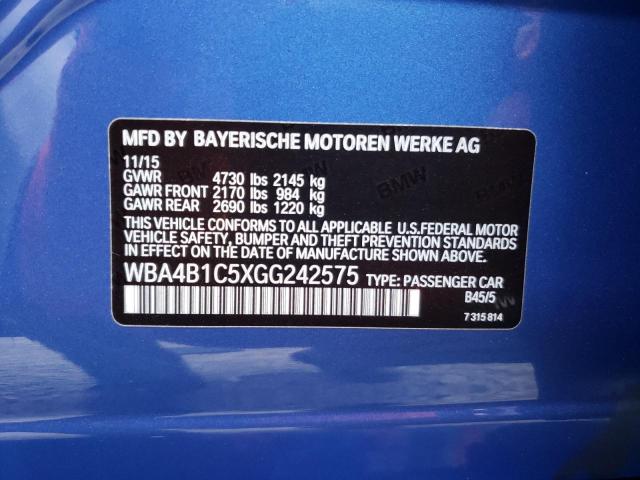 MFD BY BAYERISCHE MOTOREN WERKE AG
11/15
GVWR 4730 lbs 2145 kg
GAWR FRONT 2170 lbs 984 kg
GAWR REAR 2690 lbs 1220 kg
THIS VEHICLE CONFORMS TO ALL APPLICABLE U.S.FEDERAL MOTOR
VEHICLE SAFETY, BUMPER AND THEFT PREVENTION STANDARDS
IN EFFECT ON THE DATE OF MANUFACTURE SHOWN ABOVE.
WBA4B1C5XGG242575 TYPE: PASSENGER CAR
B45/5
7 315 814
BMW